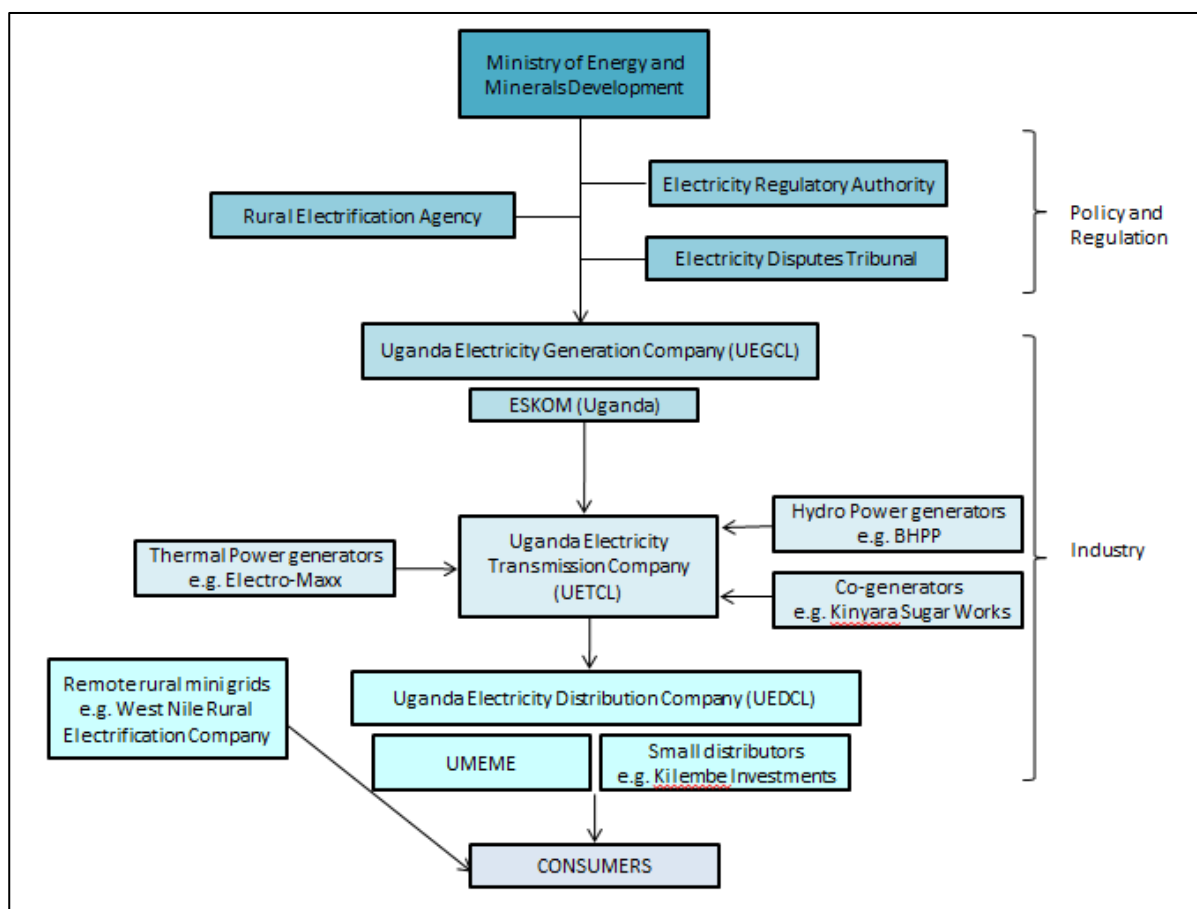 Ministry of Energy and
Minerals Development
Electricity Regulatory Authority
Rural Electrification Agency
Policy and
Regulation
Electricity Disputes Tribunal
Uganda Electricity Generation Company (UEGCL)
ESKOM (Uganda)
Hydro Power generators
e.g. BHPP
Thermal Power generators
e.g. Electro-Maxx
Uganda Electricity
Transmission Company
(UETCL)
Industry
Co-generators
e.g. Kinyara Sugar Works
Remote rural mini grids
e.g. West Nile Rural
Electrification Company
Uganda Electricity Distribution Company (UEDCL)
UMEME
Small distributors
e.g. Kilembe Investments
CONSUMERS